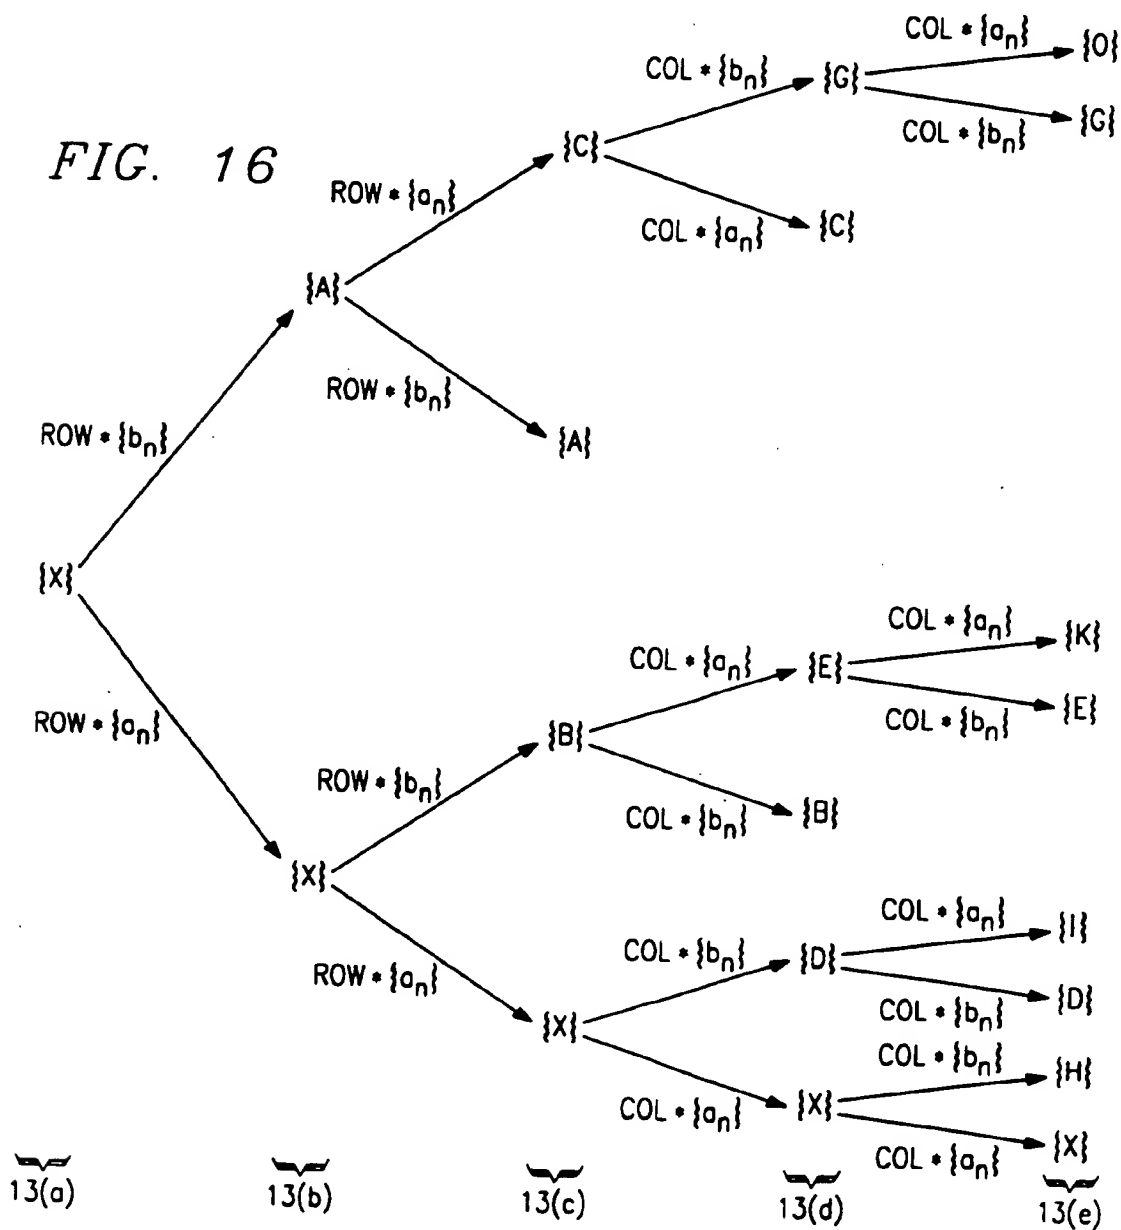 COL * {a_n}
{O}
COL * {b_n}
{G}
{G}
COL * {b_n}
FIG. 16
{C}
ROW * {a_n}
COL * {a_n}
{C}
{A}
ROW * {b_n}
{A}
ROW * {b_n}
{X}
COL * {a_n}
{K}
COL * {a_n}
{E}
{E}
COL * {b_n}
ROW * {a_n}
{B}
ROW * {b_n}
COL * {b_n}
{B}
{X}
COL * {a_n}
{I}
COL * {b_n}
{D}
{D}
ROW * {a_n}
COL * {b_n}
{X}
COL * {b_n}
{H}
COL * {a_n}
{X}
{X}
COL * {a_n}
13(a) 13(b) 13(c) 13(d) 13(e)